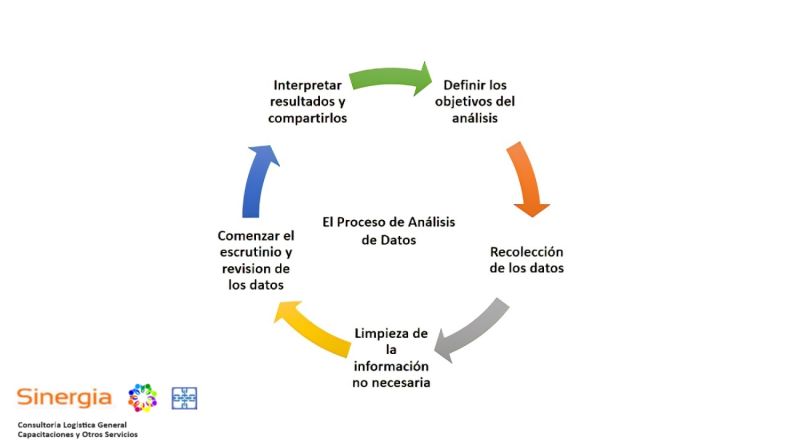 Interpretar
resultados y
compartirlos
Definir los
objetivos del
análisis
El Proceso de Análisis
de Datos
Comenzar el
escrutinio y
revision de
los datos
Recolección
de los datos
Limpieza de
la
información
no necesaria
Sinergia
Consultoría Logística General
Capacitaciones y Otros Servicios